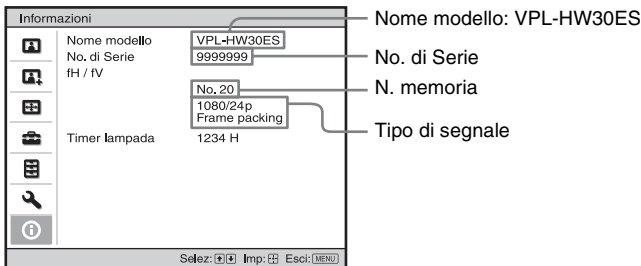 Informazioni
Nome modello VPL-HW30ES
No. di Serie 9999999
fH / fV
No. 20
1080/24p
Frame packing
Timer lampada 1234 H
Selez: Imp: Esci: MENU
Nome modello: VPL-HW30ES
No. di Serie
N. memoria
Tipo di segnale